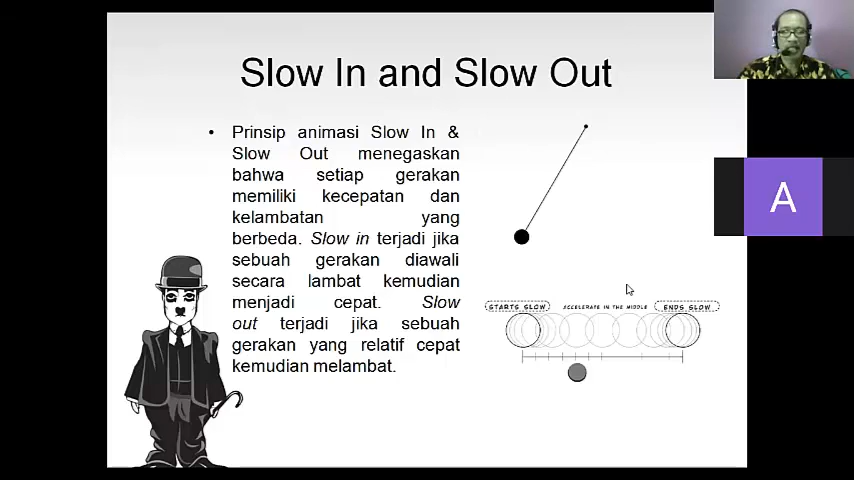 Slow In and Slow Out
• Prinsip animasi Slow In &
Slow Out menegaskan
bahwa setiap gerakan
memiliki kecepatan dan
kelambatan yang
berbeda. Slow in terjadi jika
sebuah gerakan diawali
secara lambat kemudian
menjadi cepat. Slow
out terjadi jika sebuah
gerakan yang relatif cepat
kemudian melambat.
STARTS SLOW
ACCELERATE IN THE MIDDLE
ENDS SLOW
A